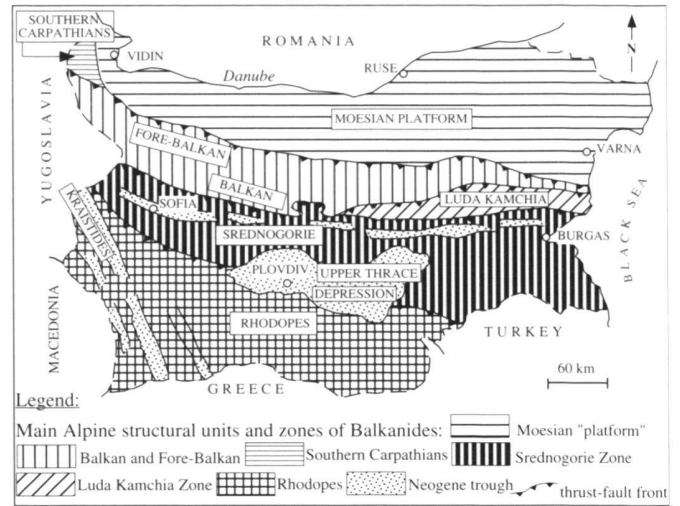 SOUTHERN
CARPATHIANS
ROMANIA
N
VIDIN
Danube
RUSE
YUGOSLAVIA
MOESIAN PLATFORM
FORE-BALKAN
VARNA
BALKAN
LUDA KAMCHIA
SOFIA
KRAISTIDES
SREDNOGORIE
BURGAS
BLACK SEA
PLOVDIV
UPPER THRACE
DEPRESSION
MACEDONIA
RHODOPES
TURKEY
60 km
GREECE
Legend:
Main Alpine structural units and zones of Balkanides: Moesian "platform"
Balkan and Fore-Balkan Southern Carpathians Srednogorie Zone
Luda Kamchia Zone Rhodopes Neogene trough thrust-fault front